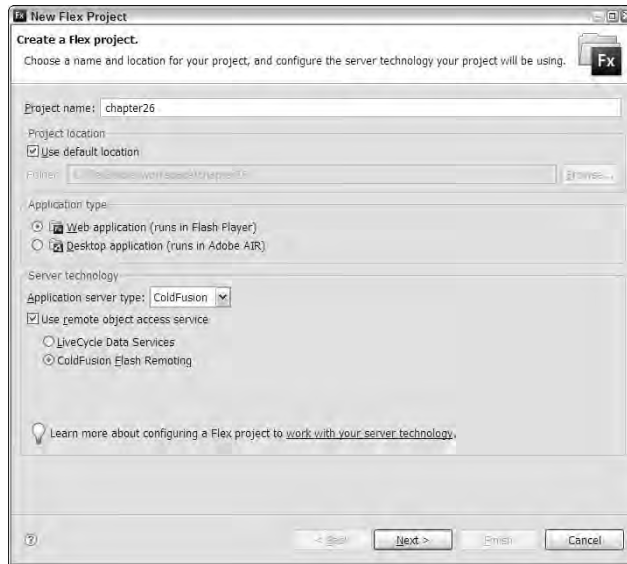 New Flex Project
Create a Flex project.
Choose a name and location for your project, and configure the server technology your project will be using.
Fx
Project name: chapter26
Project location
Use default location
Folder:
Browse...
Application type
Web application (runs in Flash Player)
Desktop application (runs in Adobe AIR)
Server technology
Application server type: ColdFusion
Use remote object access service
LiveCycle Data Services
ColdFusion Flash Remoting
Learn more about configuring a Flex project to work with your server technology.
< Back
Next >
Finish
Cancel